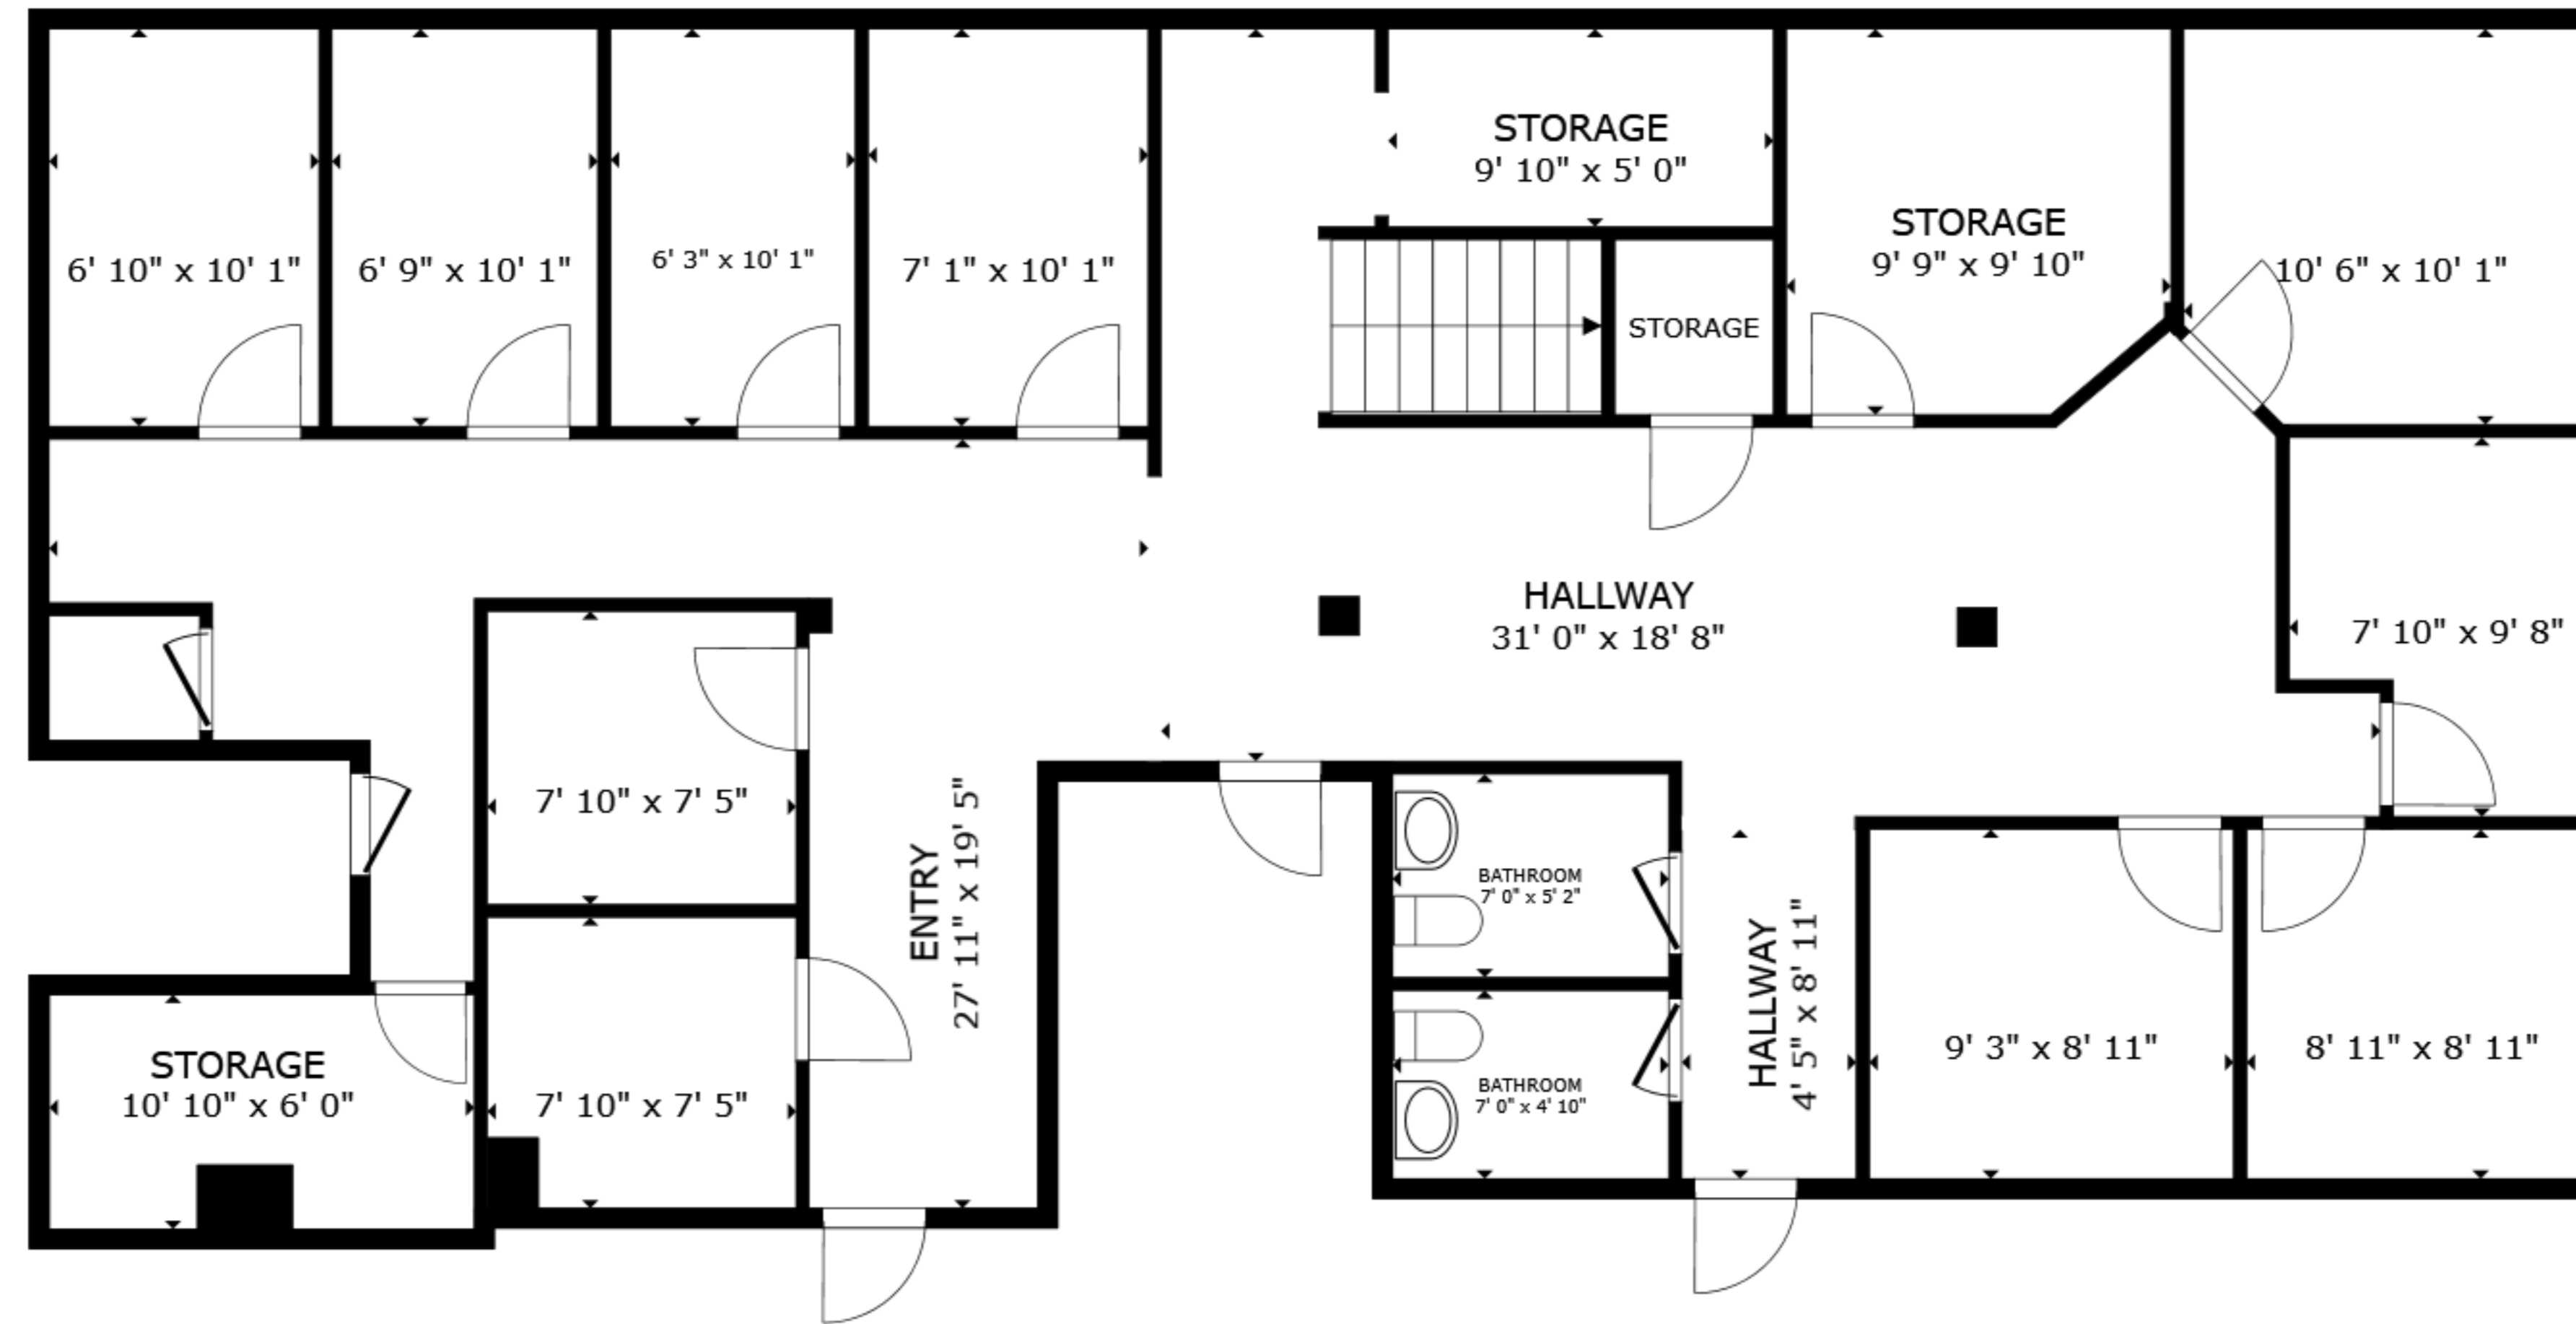 STORAGE
9' 10" x 5' 0"
STORAGE
9' 9" x 9' 10"
6' 10" x 10' 1"
6' 9" x 10' 1"
6' 3" x 10' 1"
7' 1" x 10' 1"
10' 6" x 10' 1"
STORAGE
HALLWAY
31' 0" x 18' 8"
7' 10" x 9' 8"
7' 10" x 7' 5"
ENTRY
27' 11" x 19' 5"
BATHROOM
7' 0" x 5' 2"
HALLWAY
4' 5" x 8' 11"
9' 3" x 8' 11"
8' 11" x 8' 11"
STORAGE
10' 10" x 6' 0"
7' 10" x 7' 5"
BATHROOM
7' 0" x 4' 10"